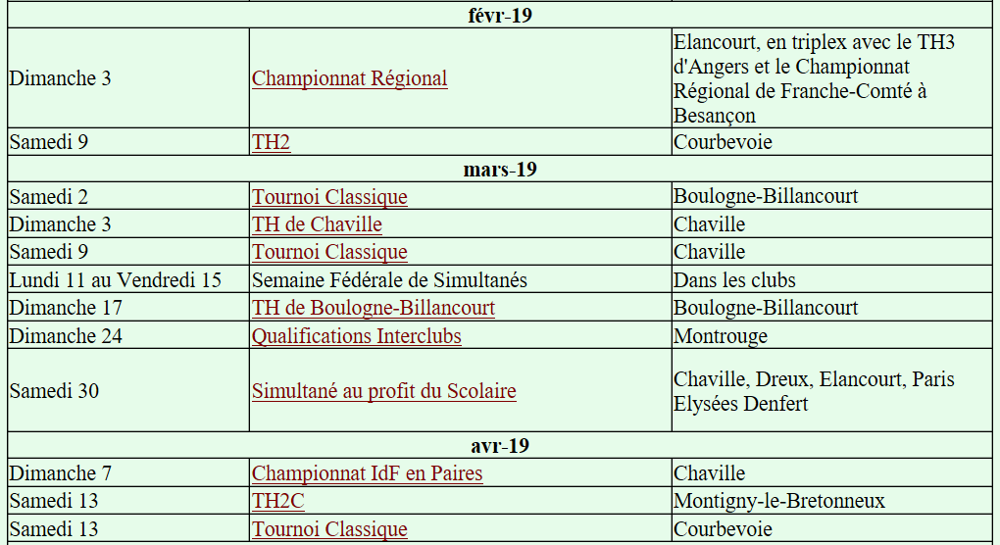 févr-19
Dimanche 3 Championnat Régional Elancourt, en triplex avec le TH3
d'Angers et le Championnat
Régional de Franche-Comté à
Besançon
Samedi 9 TH2 Courbevoie
mars-19
Samedi 2 Tournoi Classique Boulogne-Billancourt
Dimanche 3 TH de Chaville Chaville
Samedi 9 Tournoi Classique Chaville
Lundi 11 au Vendredi 15 Semaine Fédérale de Simultanés Dans les clubs
Dimanche 17 TH de Boulogne-Billancourt Boulogne-Billancourt
Dimanche 24 Qualifications Interclubs Montrouge
Samedi 30 Simultané au profit du Scolaire Chaville, Dreux, Elancourt, Paris
Elysées Denfert
avr-19
Dimanche 7 Championnat IdF en Paires Chaville
Samedi 13 TH2C Montigny-le-Bretonneux
Samedi 13 Tournoi Classique Courbevoie